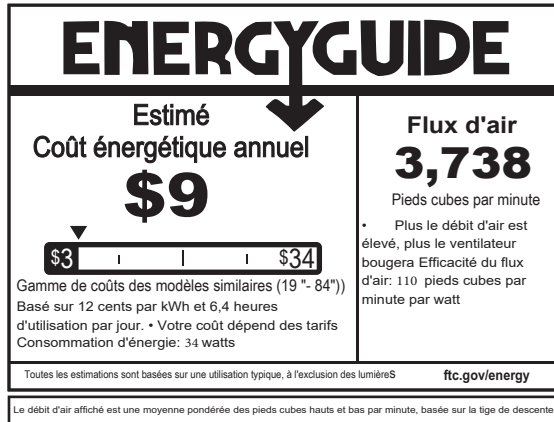 ENERGYGUIDE
Estimé
Coût énergétique annuel
$9
$3
$34
Gamme de coûts des modèles similaires (19 "- 84"))
Basé sur 12 cents par kWh et 6,4 heures
d'utilisation par jour. • Votre coût dépend des tarifs
Consommation d'énergie: 34 watts
Flux d'air
3,738
Pieds cubes par minute
• Plus le débit d'air est
élevé, plus le ventilateur
bougera Efficacité du flux
d'air: 110 pieds cubes par
minute par watt
Toutes les estimations sont basées sur une utilisation typique, à l'exclusion des lumièreS
ftc.gov/energy
Le débit d'air affiché est une moyenne pondérée des pieds cubes hauts et bas par minute, basée sur la tige de descente